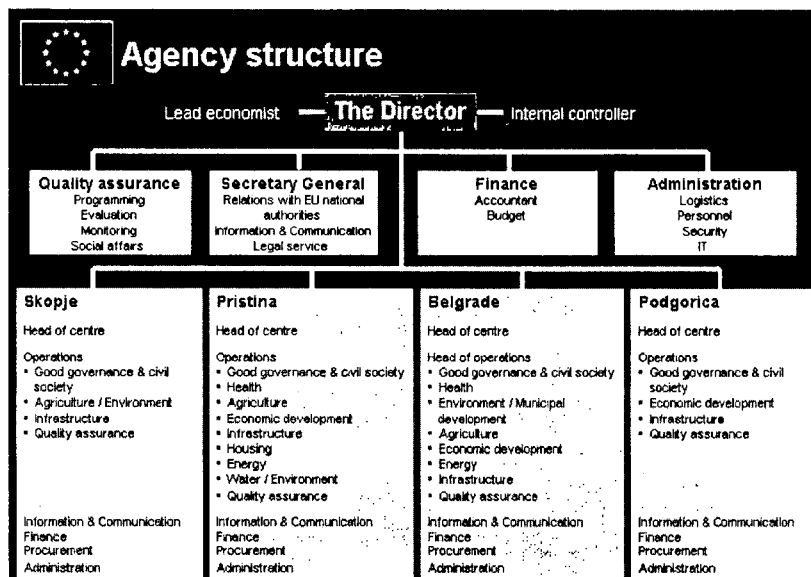 Agency structure
Lead economist
The Director
Internal controller
Quality assurance
Programming
Evaluation
Monitoring
Social affairs
Secretary General
Relations with EU national
authorities
Information & Communication
Legal service
Finance
Accountant
Budget
Administration
Logistics
Personnel
Security
IT
Skopje
Head of centre
Operations
• Good governance & civil
society
• Agriculture / Environment
• Infrastructure
• Quality assurance
Information & Communication
Finance
Procurement
Administration
Pristina
Head of centre
Operations
• Good governance & civil society
• Health
• Agriculture
• Economic development
• Infrastructure
• Housing
• Energy
• Water / Environment
• Quality assurance
Information & Communication
Finance
Procurement
Administration
Belgrade
Head of centre
Head of operations
• Good governance & civil society
• Health
• Environment / Municipal
development
• Agriculture
• Economic development
• Energy
• Infrastructure
• Quality assurance
Information & Communication
Finance
Procurement
Administration
Podgorica
Head of centre
Operations
• Good governance & civil
society
• Economic development
• Infrastructure
• Quality assurance
Information & Communication
Finance
Procurement
Administration